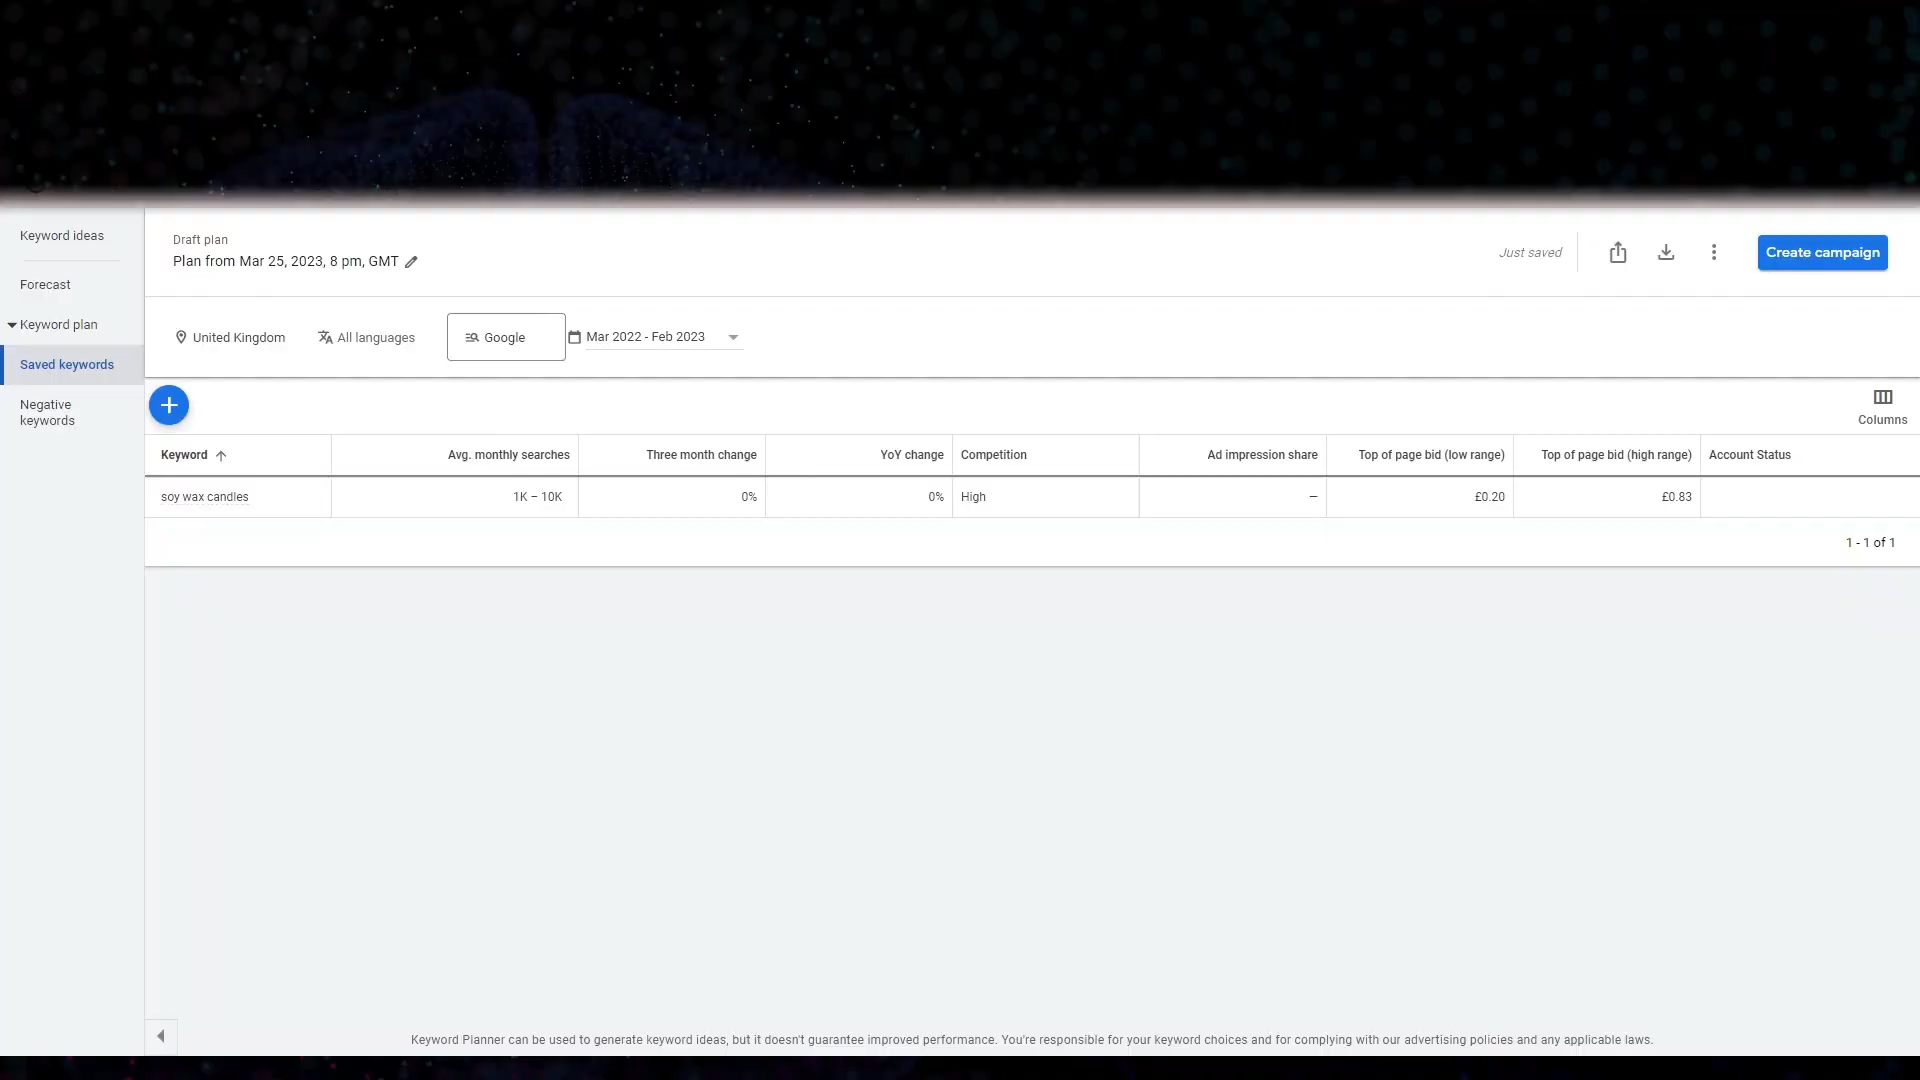 Keyword ideas
Forecast
Keyword plan
Saved keywords
Negative
keywords
Draft plan
Plan from Mar 25, 2023, 8 pm, GMT
Just saved
Create campaign
United Kingdom
All languages
Google
Mar 2022 - Feb 2023
Columns
Keyword Avg. monthly searches Three month change YoY change Competition Ad impression share Top of page bid (low range) Top of page bid (high range) Account Status
soy wax candles 1K – 10K 0% 0% High – £0.20 £0.83
1 - 1 of 1
Keyword Planner can be used to generate keyword ideas, but it doesn't guarantee improved performance. You're responsible for your keyword choices and for complying with our advertising policies and any applicable laws.